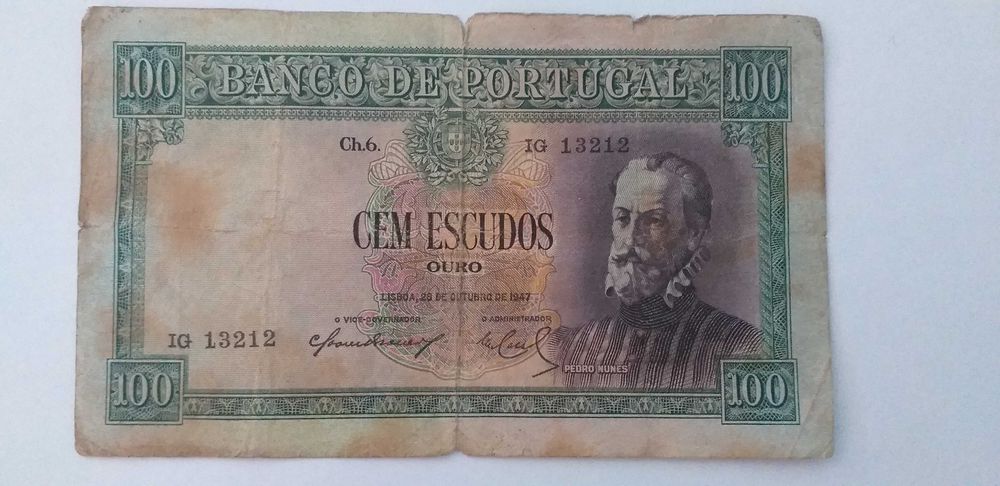 100 BANCO DE PORTUGAL 100
Ch.6. IG 13212
CEM ESCUDOS
OURO
LISBOA, 28 DE OUTUBRO DE 1947
O VICE-GOVERNADOR O ADMINISTRADOR
IG 13212
PEDRO NUNES
100 100